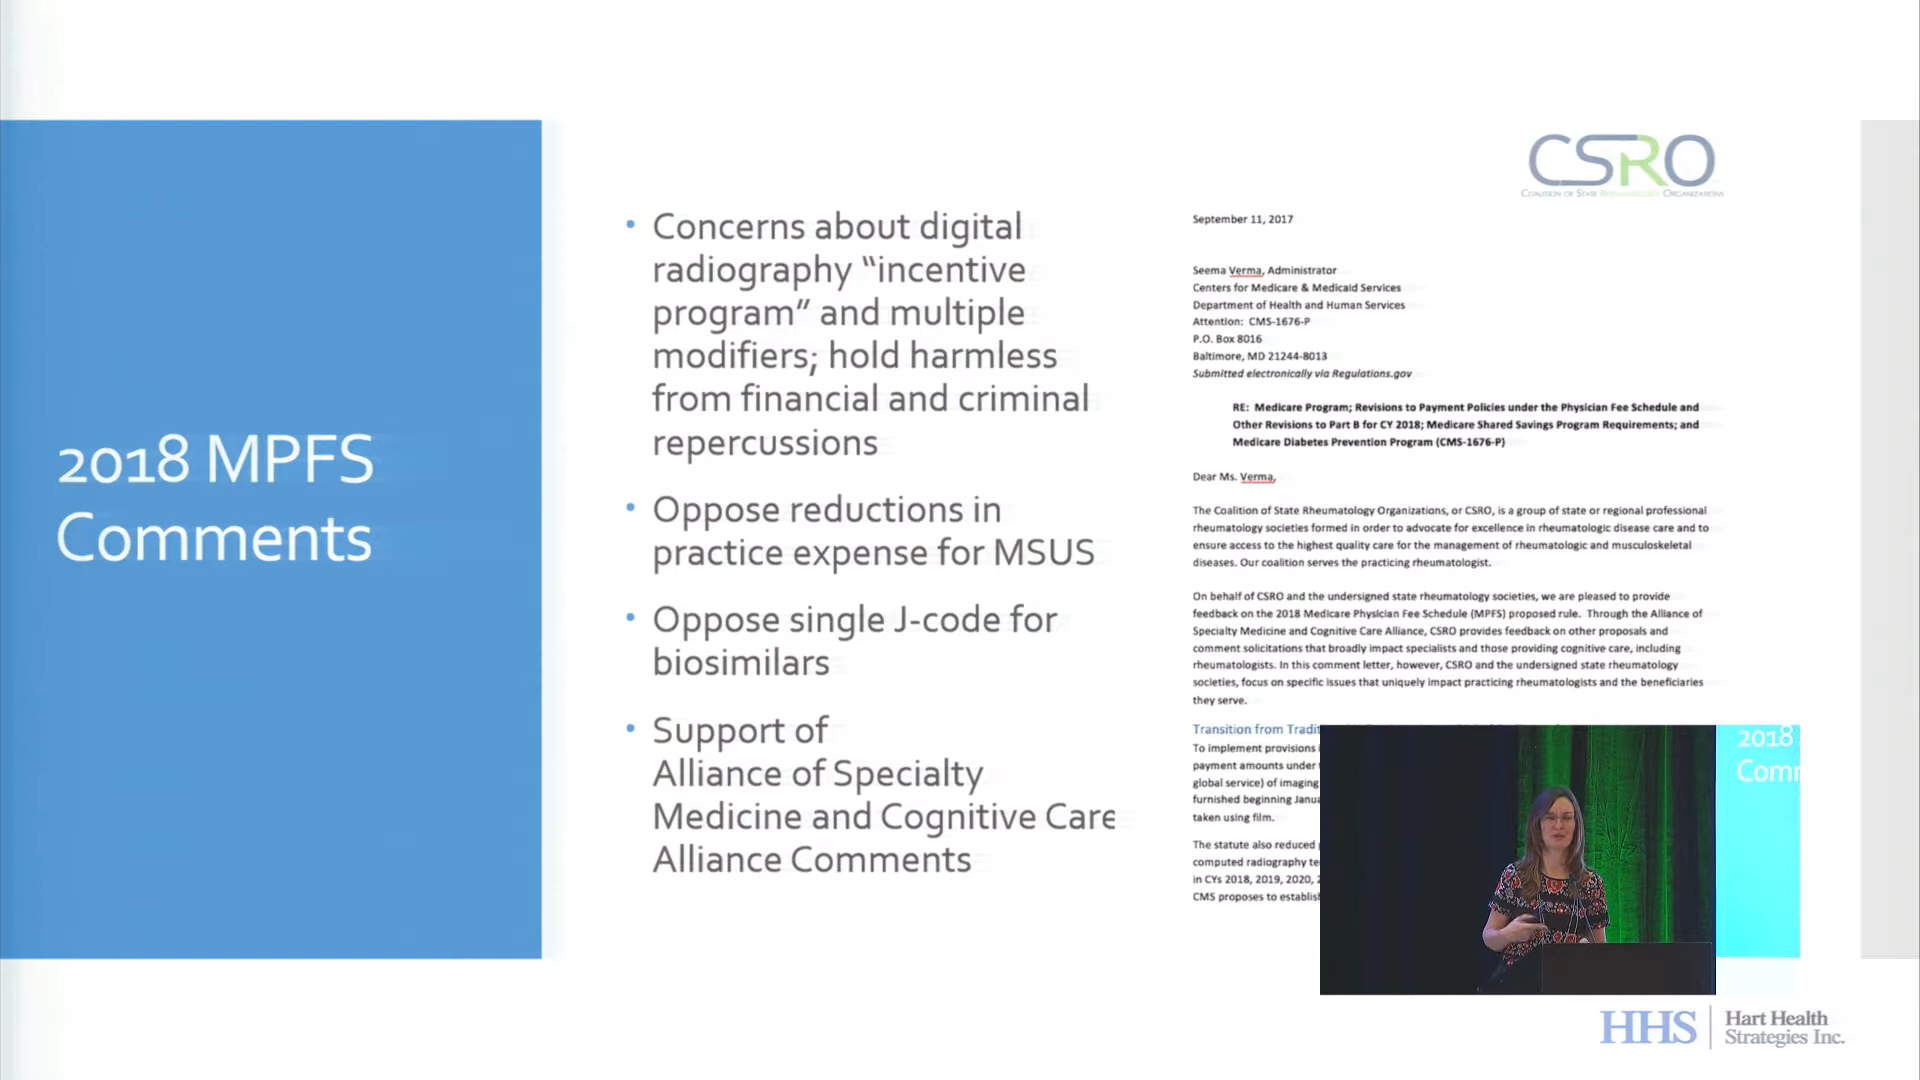 2018 MPFS
Comments
• Concerns about digital
radiography “incentive
program” and multiple
modifiers; hold harmless
from financial and criminal
repercussions
• Oppose reductions in
practice expense for MSUS
• Oppose single J-code for
biosimilars
• Support of
Alliance of Specialty
Medicine and Cognitive Care
Alliance Comments
CSRO
COALITION OF STATE RHEUMATOLOGY ORGANIZATIONS
September 11, 2017
Seema Verma, Administrator
Centers for Medicare & Medicaid Services
Department of Health and Human Services
Attention: CMS-1676-P
P.O. Box 8016
Baltimore, MD 21244-8013
Submitted electronically via Regulations.gov
RE: Medicare Program; Revisions to Payment Policies under the Physician Fee Schedule and
Other Revisions to Part B for CY 2018; Medicare Shared Savings Program Requirements; and
Medicare Diabetes Prevention Program (CMS-1676-P)
Dear Ms. Verma,
The Coalition of State Rheumatology Organizations, or CSRO, is a group of state or regional professional
rheumatology societies formed in order to advocate for excellence in rheumatologic disease care and to
ensure access to the highest quality care for the management of rheumatologic and musculoskeletal
diseases. Our coalition serves the practicing rheumatologist.
On behalf of CSRO and the undersigned state rheumatology societies, we are pleased to provide
feedback on the 2018 Medicare Physician Fee Schedule (MPFS) proposed rule. Through the Alliance of
Specialty Medicine and Cognitive Care Alliance, CSRO provides feedback on other proposals and
comment solicitations that broadly impact specialists and those providing cognitive care, including
rheumatologists. In this comment letter, however, CSRO and the undersigned state rheumatology
societies, focus on specific issues that uniquely impact practicing rheumatologists and the beneficiaries
they serve.
Transition from
To implement provisions
payment amounts under
global service) of imaging
furnished beginning
taken using film.
The statute also reduced
computed radiography
in CYs 2018, 2019, 2020,
CMS proposes to
2018
HHS
Hart Health
Strategies Inc.